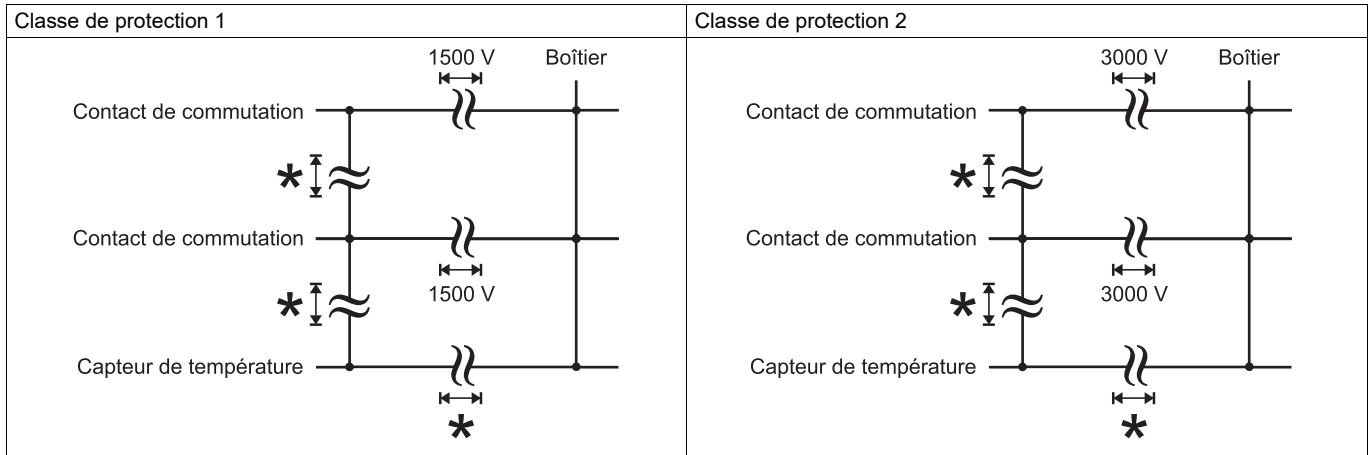 Classe de protection 1
1500 V Boîtier
Contact de commutation
*
Contact de commutation
* 1500 V
Capteur de température
*
Classe de protection 2
3000 V Boîtier
Contact de commutation
*
Contact de commutation
* 3000 V
Capteur de température
*